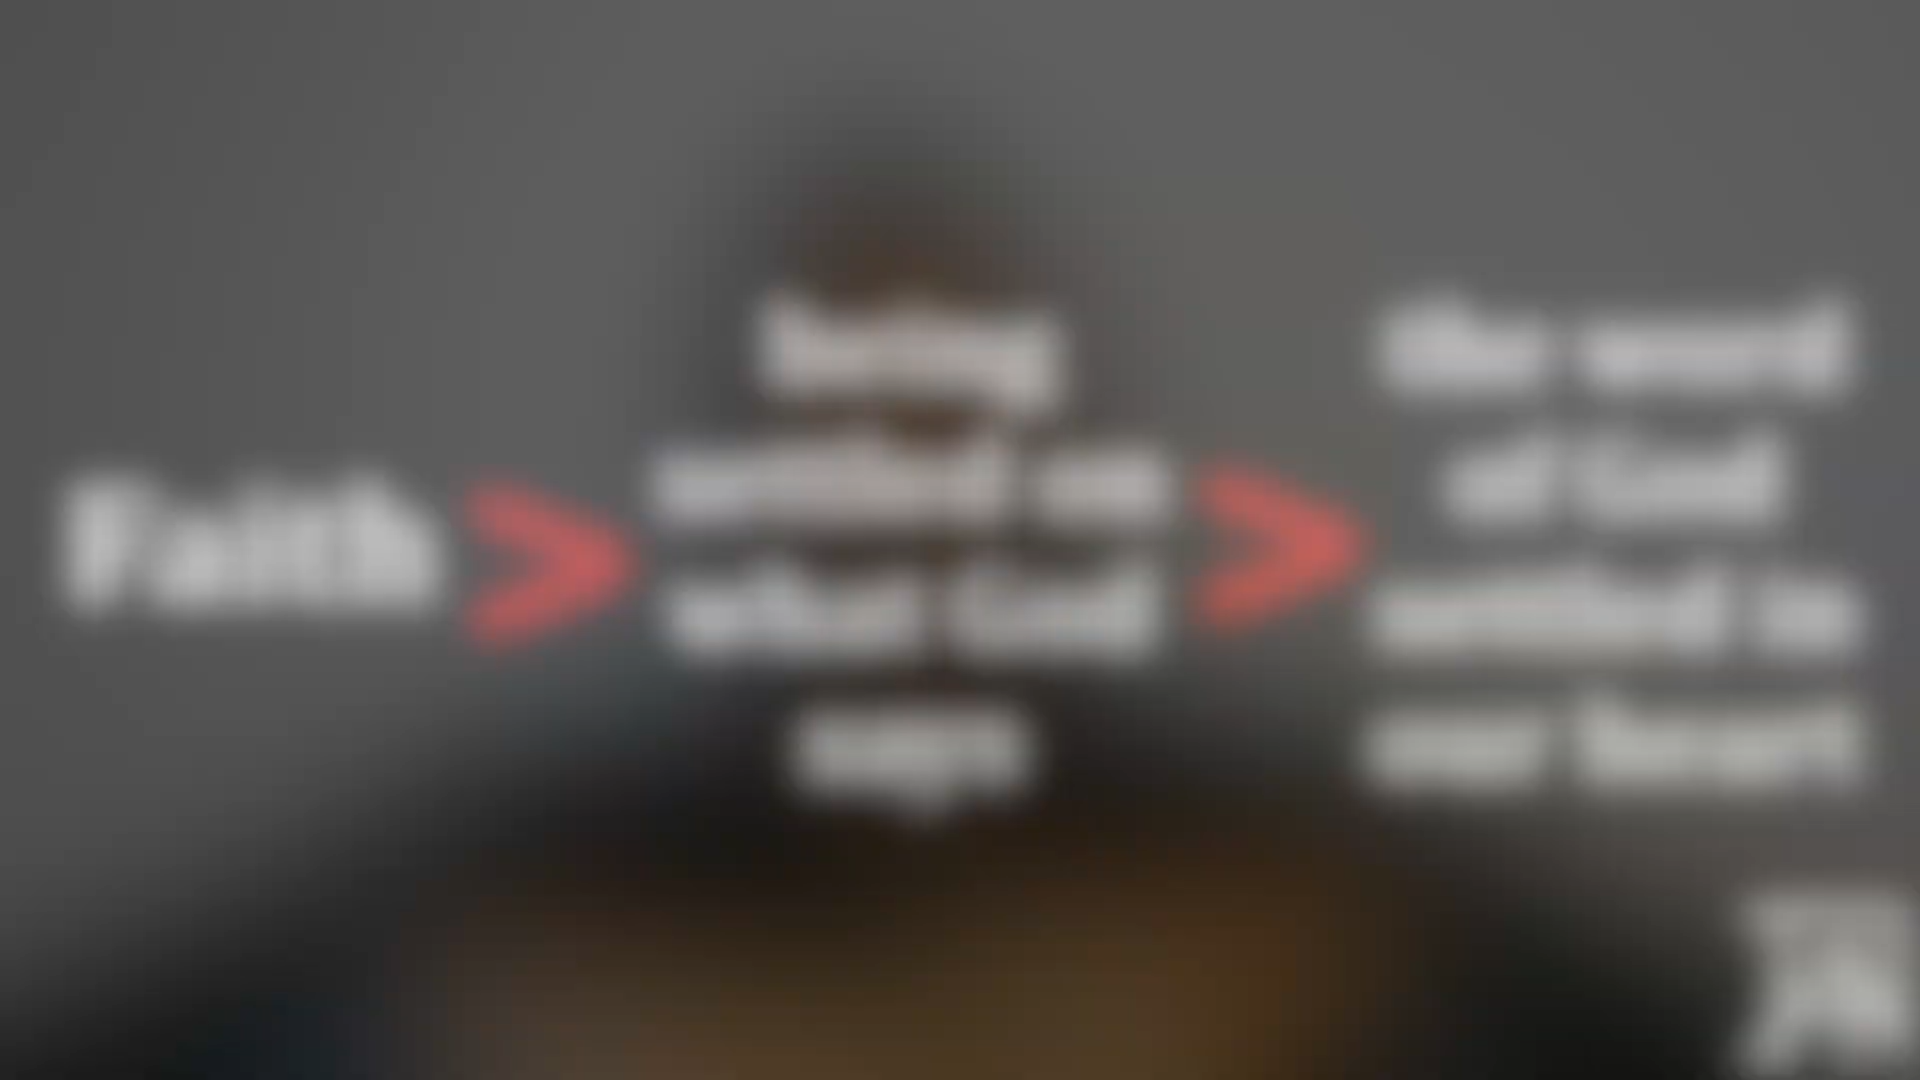 Faith
>
being
settled on
what God
says
>
the word
of God
settled in
our heart